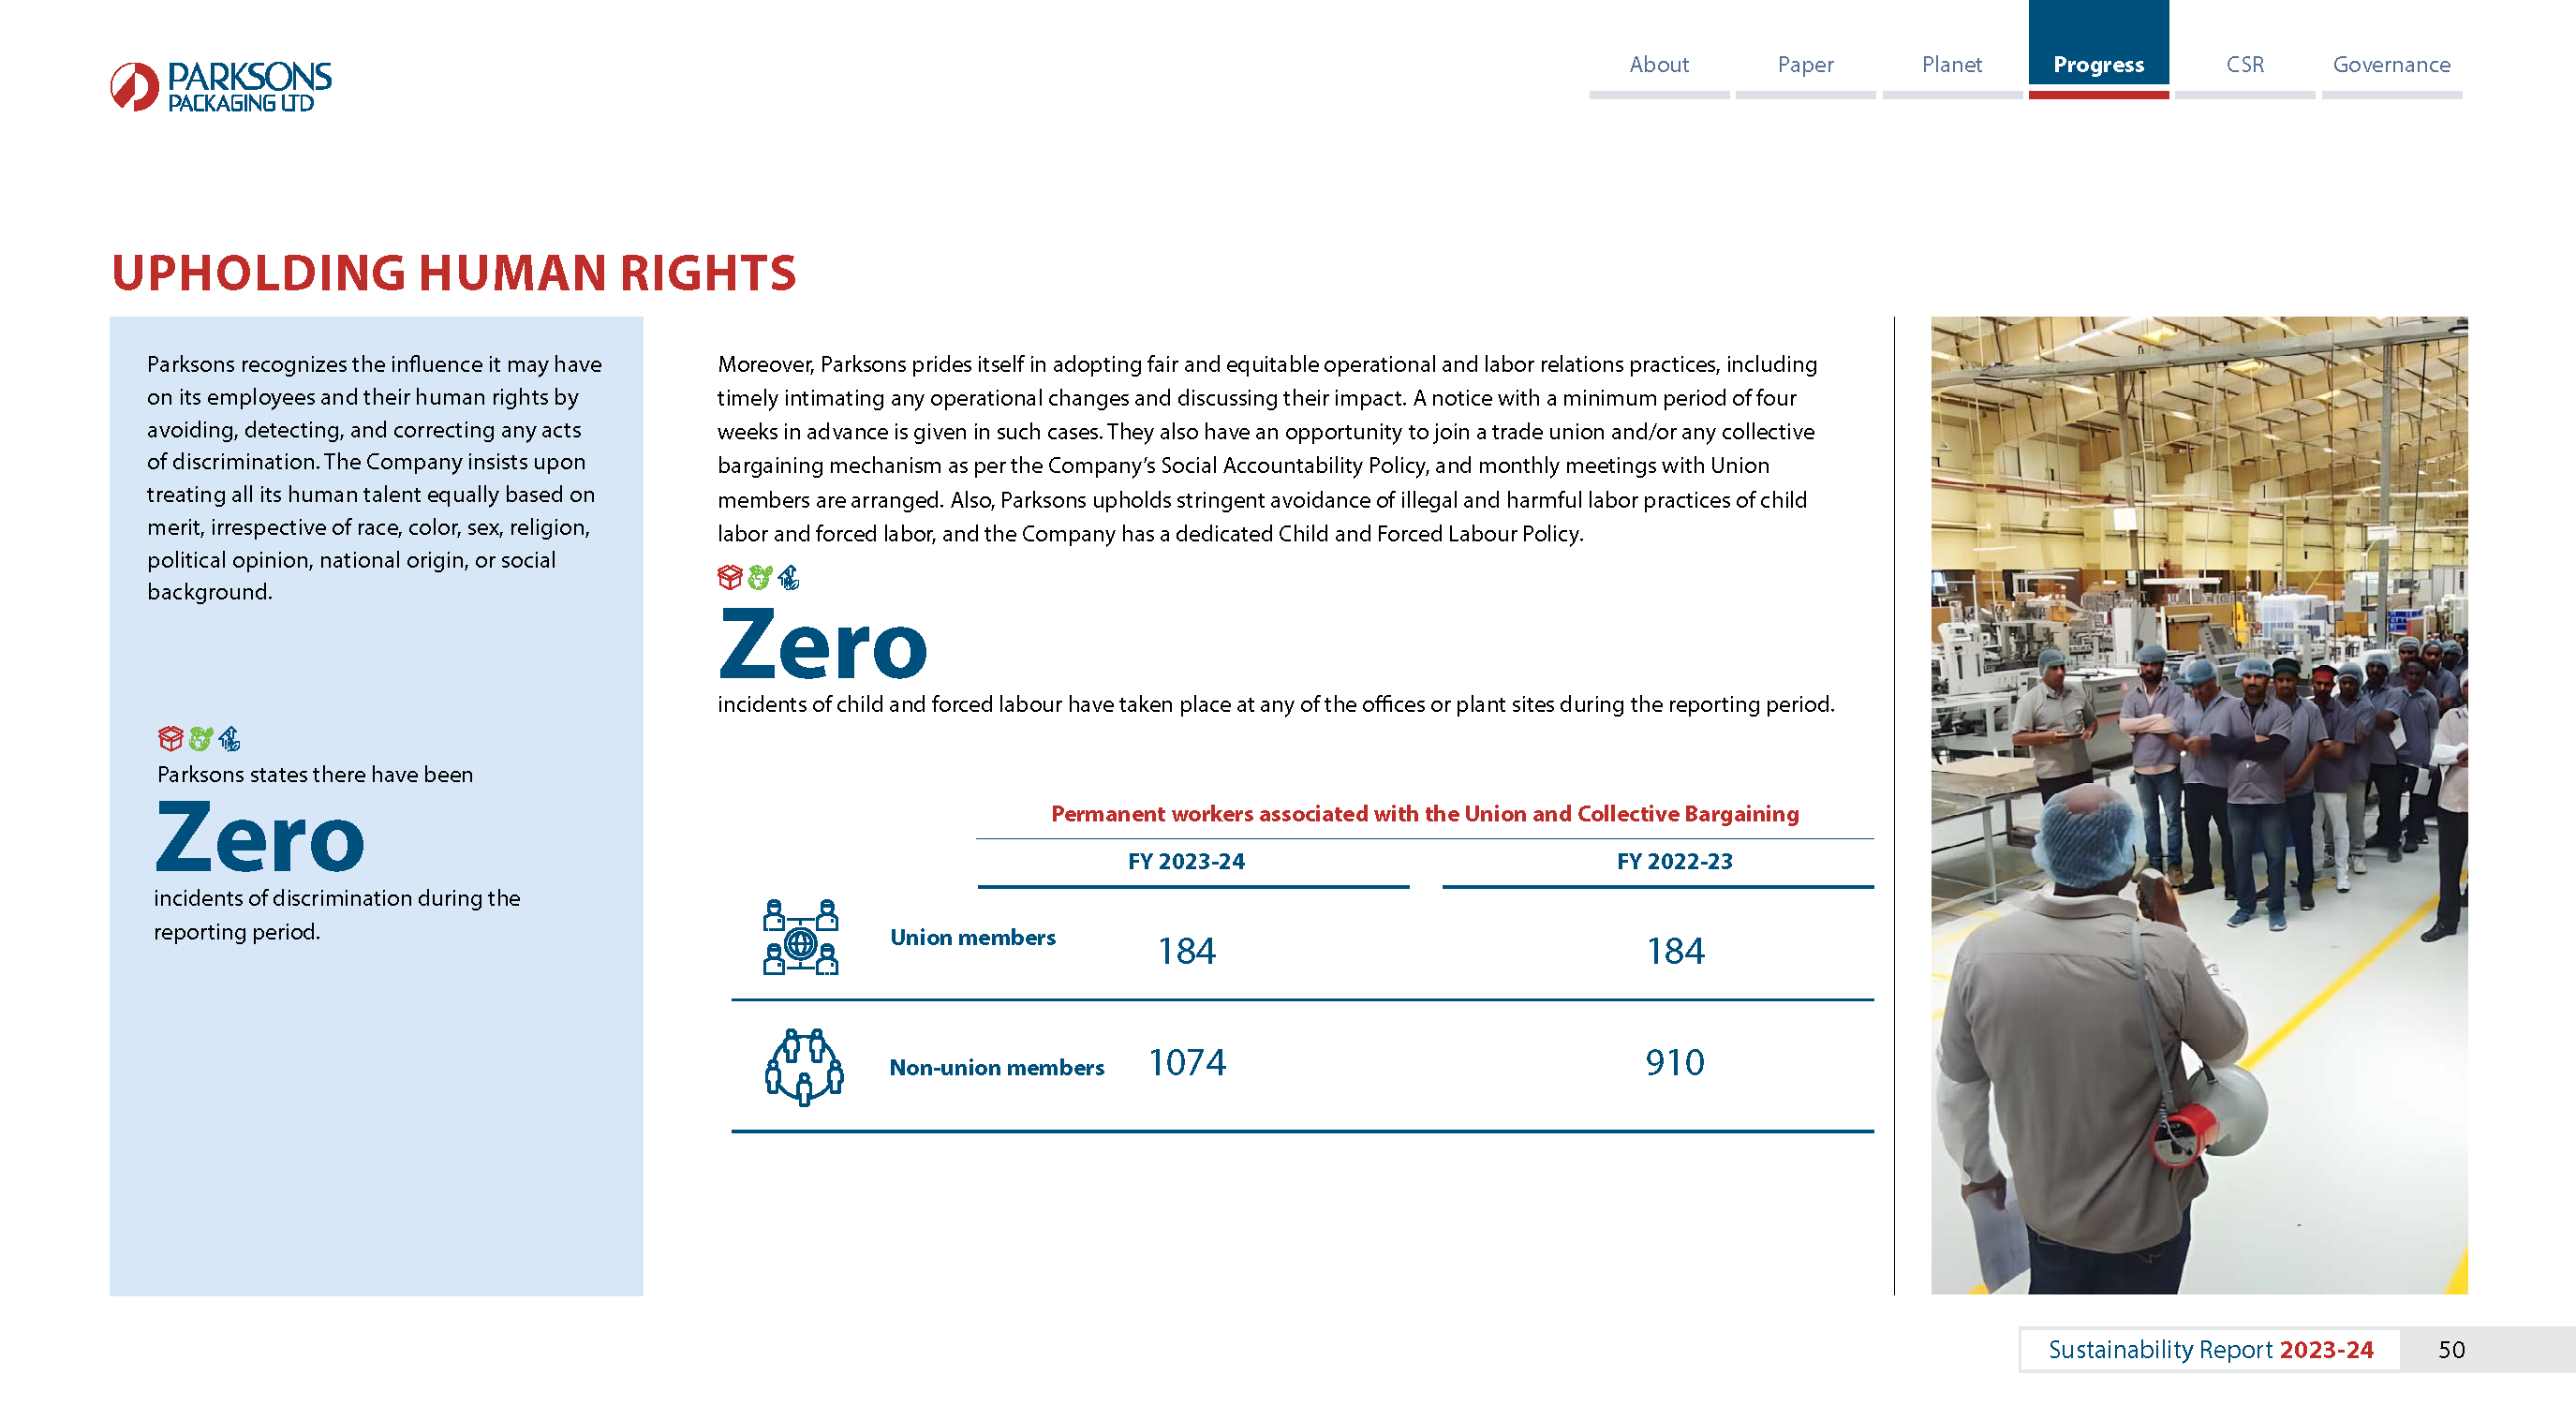 PARKSONS
PACKAGING LTD
About Paper Planet Progress CSR Governance
UPHOLDING HUMAN RIGHTS
Parksons recognizes the influence it may have
on its employees and their human rights by
avoiding, detecting, and correcting any acts
of discrimination. The Company insists upon
treating all its human talent equally based on
merit, irrespective of race, color, sex, religion,
political opinion, national origin, or social
background.
Parksons states there have been
Zero
incidents of discrimination during the
reporting period.
Moreover, Parksons prides itself in adopting fair and equitable operational and labor relations practices, including
timely intimating any operational changes and discussing their impact. A notice with a minimum period of four
weeks in advance is given in such cases. They also have an opportunity to join a trade union and/or any collective
bargaining mechanism as per the Company’s Social Accountability Policy, and monthly meetings with Union
members are arranged. Also, Parksons upholds stringent avoidance of illegal and harmful labor practices of child
labor and forced labor, and the Company has a dedicated Child and Forced Labour Policy.
Zero
incidents of child and forced labour have taken place at any of the offices or plant sites during the reporting period.
Permanent workers associated with the Union and Collective Bargaining
FY 2023-24 FY 2022-23
Union members 184 184
Non-union members 1074 910
Sustainability Report 2023-24 50